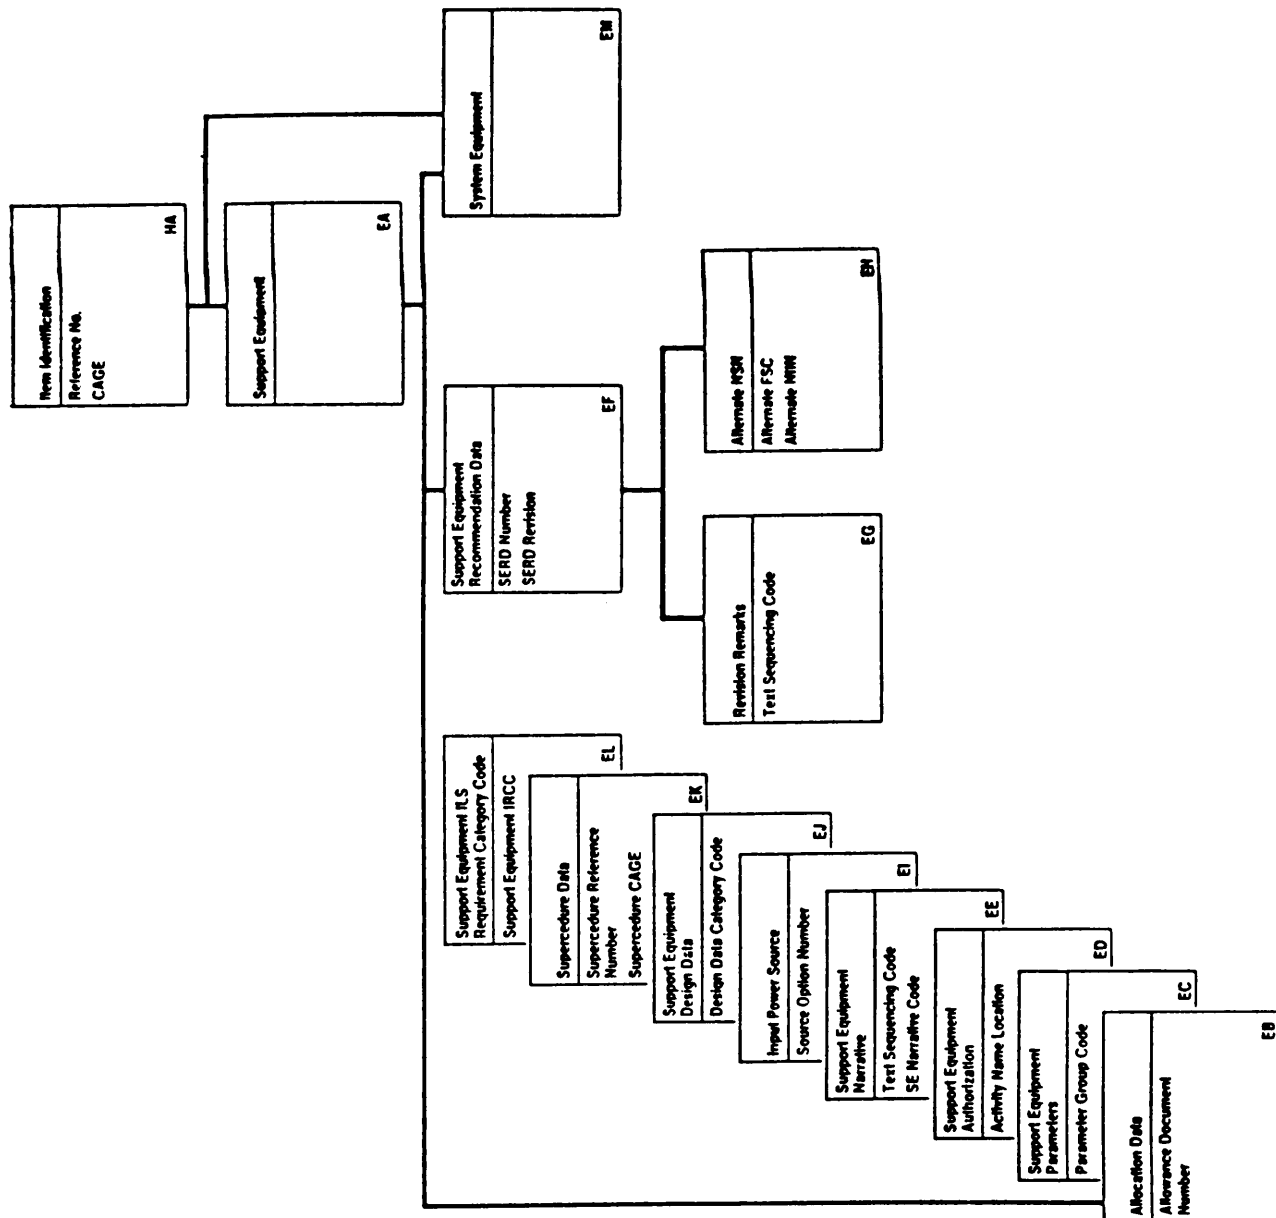 Item Identification
Reference No.
CAGE
HA
Support Equipment
EA
System Equipment
EM
Support Equipment
Recommendation Data
SERD Number
SERD Revision
EF
Alternate NSN
Alternate FSC
Alternate NIIN
EH
Revision Remarks
Text Sequencing Code
EG
Support Equipment ILS
Requirement Category Code
Support Equipment IRCC
EL
Supercedure Data
Supercedure Reference
Number
Supercedure CAGE
EK
Support Equipment
Design Data
Design Data Category Code
EJ
Input Power Source
Source Option Number
EI
Support Equipment
Narrative
Text Sequencing Code
SE Narrative Code
EE
Support Equipment
Authorization
Activity Name Location
ED
Support Equipment
Parameters
Parameter Group Code
EC
Allocation Data
Allowance Document
Number
EB